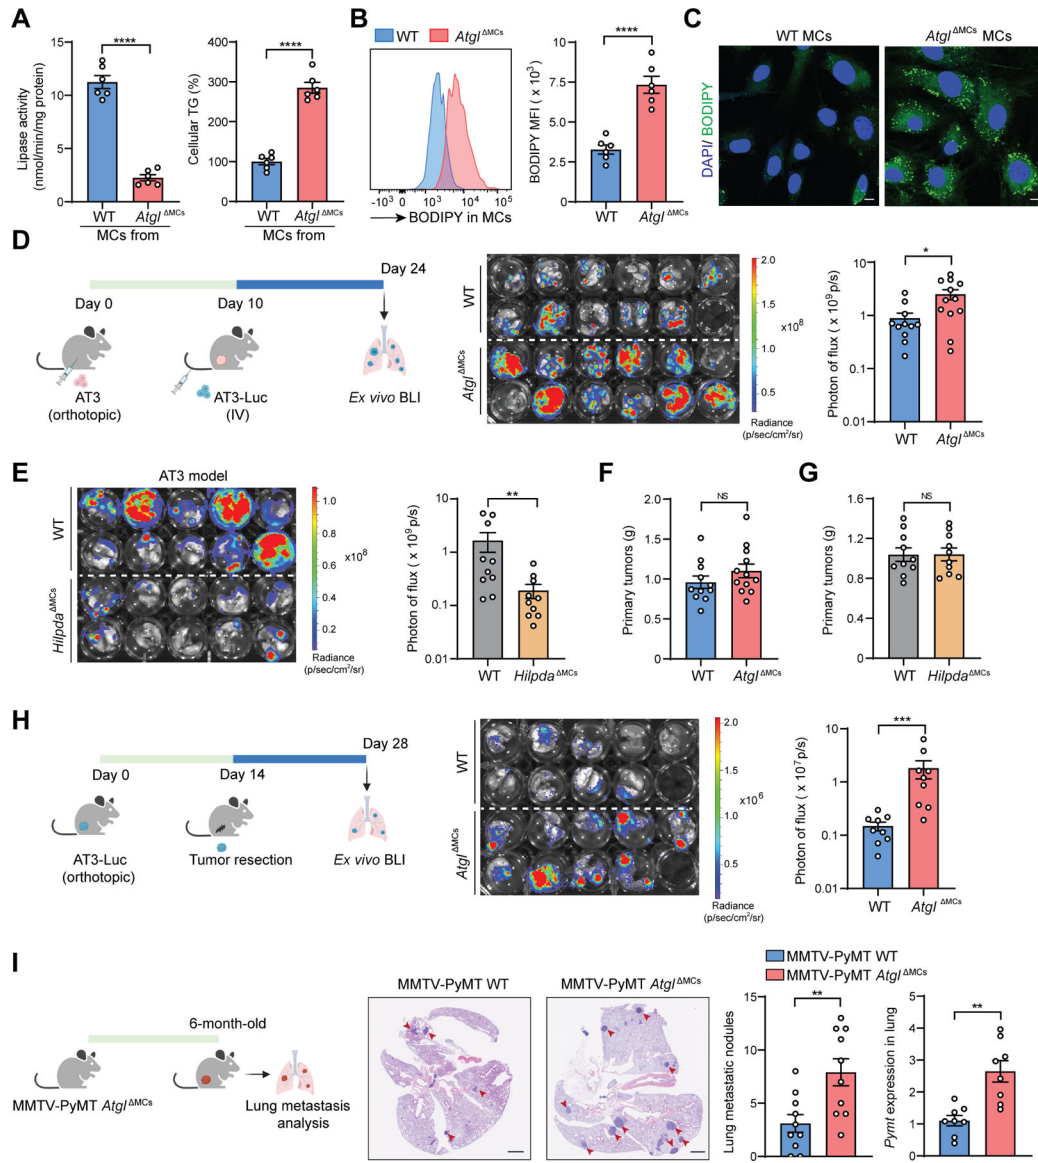 A
****
15
10
5
0
Lipase activity
(nmol/min/mg protein)
WT
Atgl ΔMCs
MCs from
****
400
300
200
100
0
Cellular TG (%)
WT
Atgl ΔMCs
MCs from
B
WT
Atgl ΔMCs
0
10³
10³
10⁴
10⁵
BODIPY in MCs
****
10
8
6
4
2
0
BODIPY MFI ( x 10³)
WT
Atgl ΔMCs
C
WT MCs
Atgl ΔMCs MCs
DAPI/ BODIPY
D
Day 24
Day 0
Day 10
AT3
(orthotopic)
AT3-Luc
(IV)
Ex vivo BLI
WT
Atgl ΔMCs
2.0
1.5
x10⁸
1.0
0.5
Radiance
(p/sec/cm²/sr)
*
10
1
0.1
0.01
Photon of flux ( x 10⁹p/s)
WT
Atgl ΔMCs
E
AT3 model
WT
Hilpda ΔMCs
1.0
0.8
x10⁸
0.6
0.4
0.2
Radiance
(p/sec/cm²/sr)
**
10
1
0.1
0.01
Photon of flux ( x 10⁹p/s)
WT
Hilpda ΔMCs
F
NS
2.0
1.5
1.0
0.5
0
Primary tumors (g)
WT
Atgl ΔMCs
G
NS
1.6
1.2
0.8
0.4
0
Primary tumors (g)
WT
Hilpda ΔMCs
H
Day 28
Day 0
Day 14
AT3-Luc
(orthotopic)
Tumor resection
Ex vivo BLI
WT
Atgl ΔMCs
2.0
1.5
x10⁶
1.0
0.5
Radiance
(p/sec/cm²/sr)
***
10
1
0.1
0.01
Photon of flux ( x 10⁷p/s)
WT
Atgl ΔMCs
I
6-month-old
MMTV-PyMT Atgl ΔMCs
Lung metastasis
analysis
MMTV-PyMT WT
MMTV-PyMT Atgl ΔMCs
MMTV-PyMT WT
MMTV-PyMT Atgl ΔMCs
**
15
10
5
0
Lung metastatic nodules
**
5
4
3
2
1
0
Pymt expression in lung